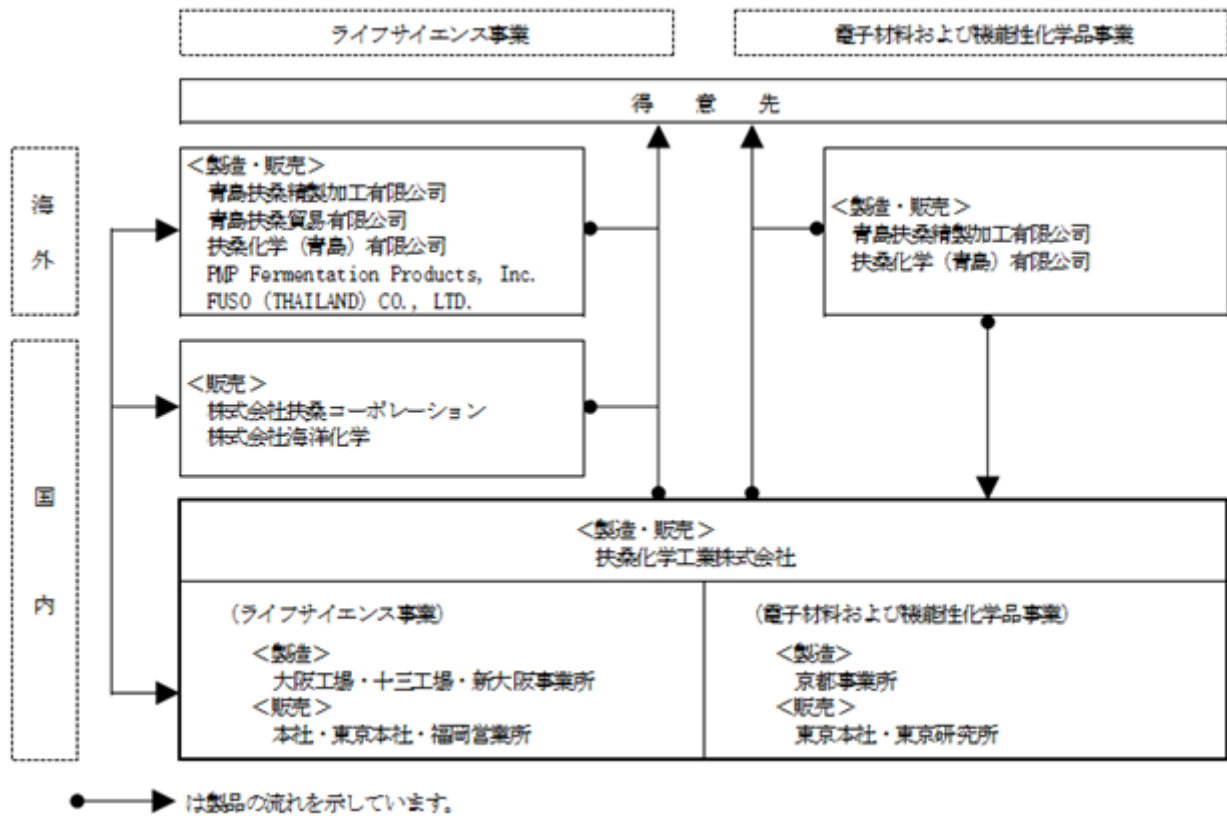 ライフサイエンス事業
電子材料および機能性化学品事業
得意先
海外
＜製造・販売＞
青島扶桑精製加工有限公司
青島扶桑貿易有限公司
扶桑化学（青島）有限公司
PMP Fermentation Products, Inc.
FUSO (THAILAND) CO., LTD.
＜製造・販売＞
青島扶桑精製加工有限公司
扶桑化学（青島）有限公司
国内
＜販売＞
株式会社扶桑コーポレーション
株式会社海洋化学
＜製造・販売＞
扶桑化学工業株式会社
（ライフサイエンス事業）
＜製造＞
大阪工場・十三工場・新大阪事業所
＜販売＞
本社・東京本社・福岡営業所
（電子材料および機能性化学品事業）
＜製造＞
京都事業所
＜販売＞
東京本社・東京研究所
は製品の流れを示しています。